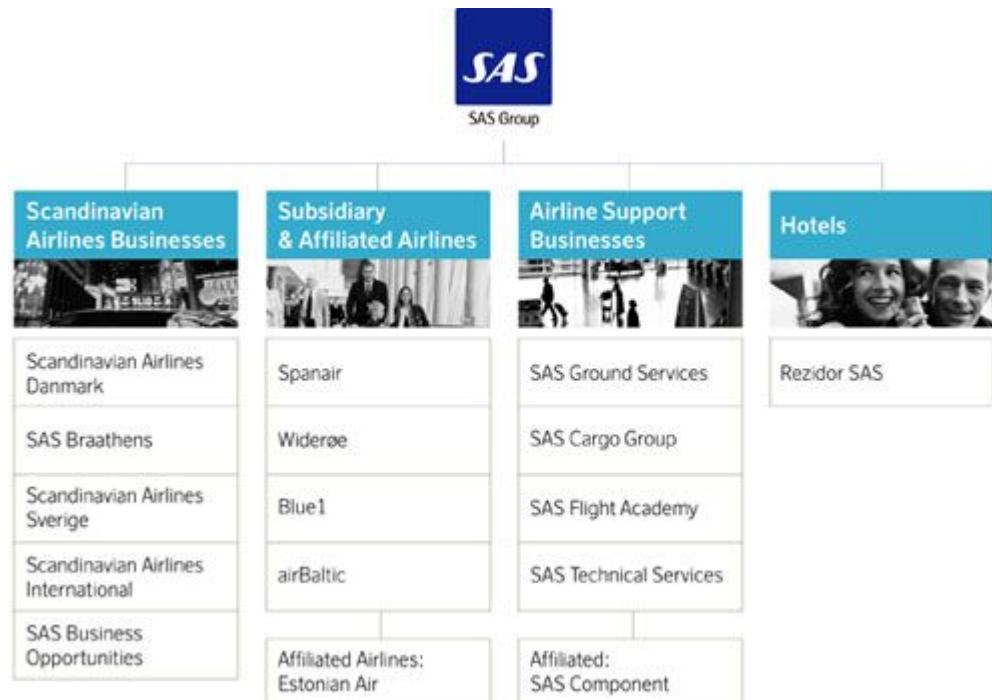 SAS
SAS Group
Scandinavian
Airlines Businesses
Scandinavian Airlines
Danmark
SAS Braathens
Scandinavian Airlines
Sverige
Scandinavian Airlines
International
SAS Business
Opportunities
Subsidiary
& Affiliated Airlines
Spanair
Widerøe
Blue1
airBaltic
Affiliated Airlines:
Estonian Air
Airline Support
Businesses
SAS Ground Services
SAS Cargo Group
SAS Flight Academy
SAS Technical Services
Affiliated:
SAS Component
Hotels
Rezidor SAS